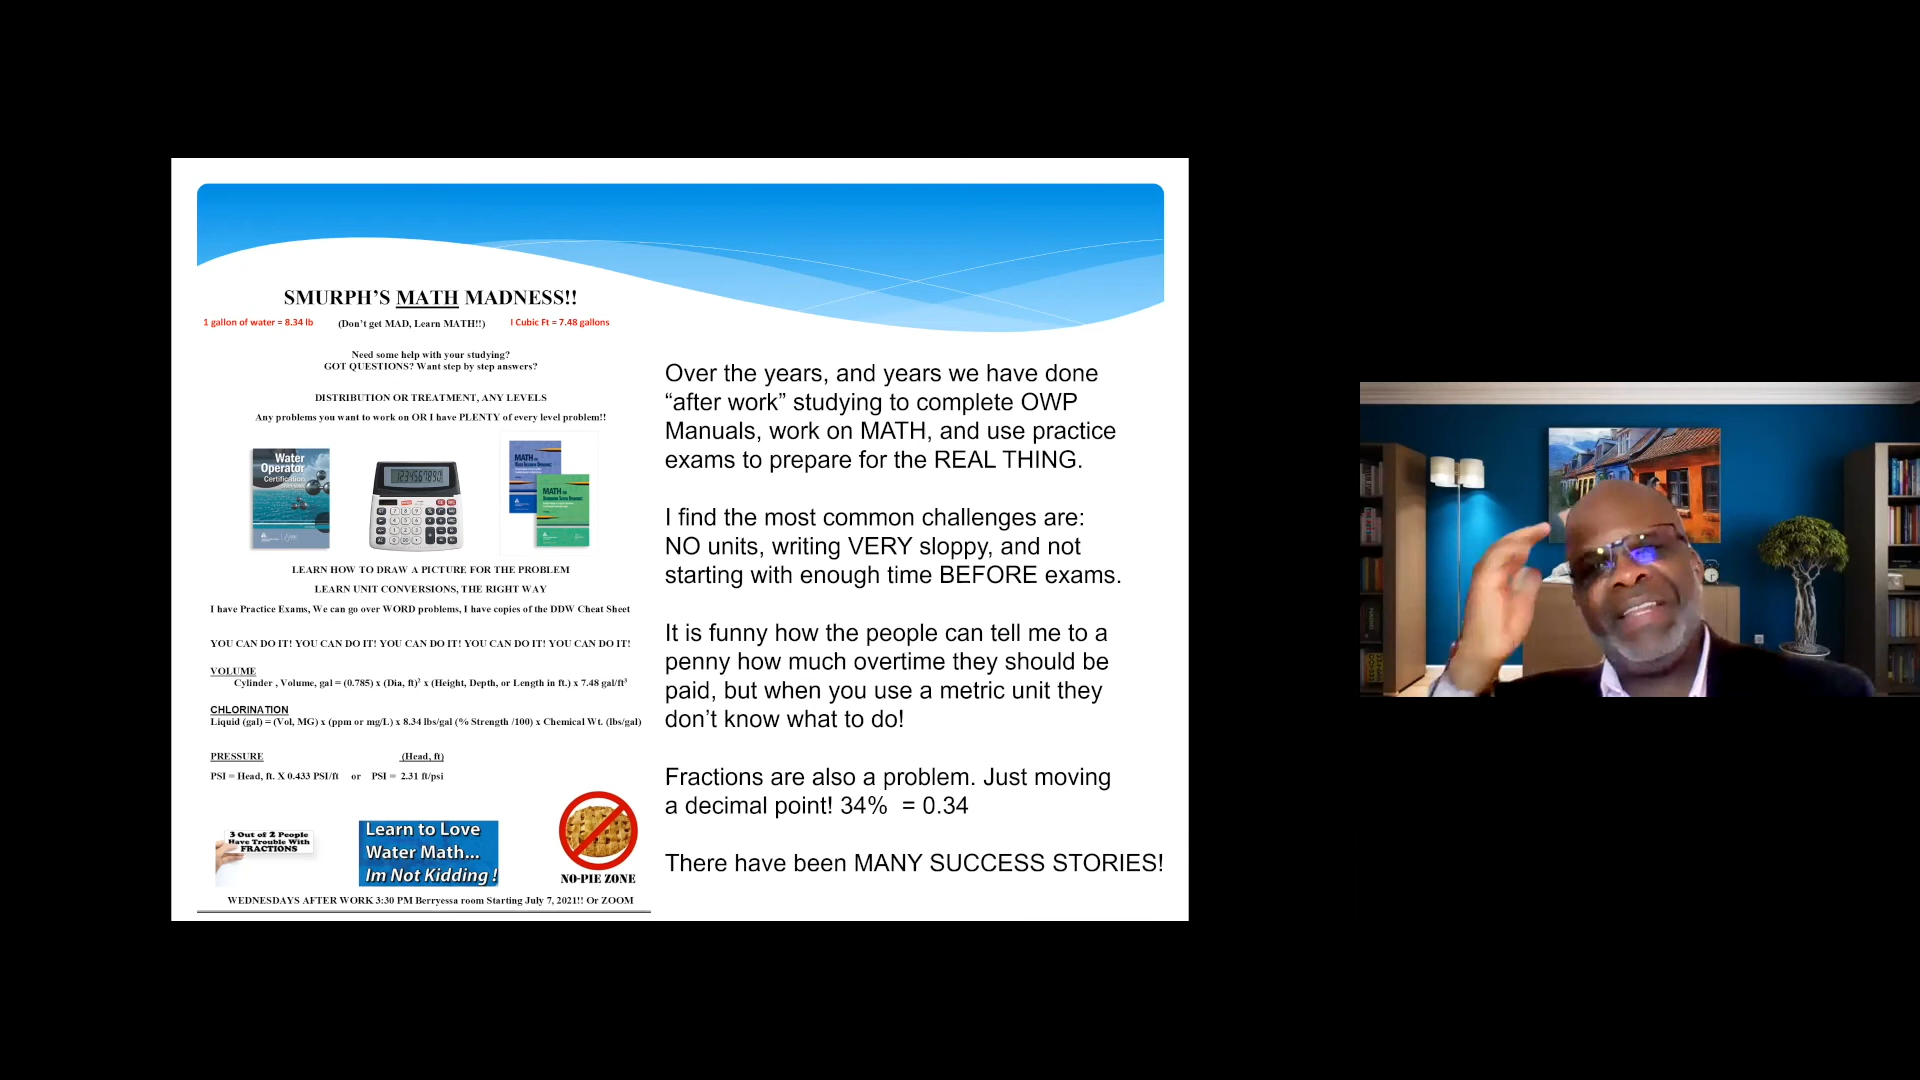 SMURPH’S MATH MADNESS!!
1 gallon of water = 8.34 lb
(Don’t get MAD, Learn MATH!!)
I Cubic Ft = 7.48 gallons
Need some help with your studying?
GOT QUESTIONS? Want step by step answers?
DISTRIBUTION OR TREATMENT, ANY LEVELS
Any problems you want to work on OR I have PLENTY of every level problem!!
Water
Operator
Certification
1234567890
MATH
MATH
LEARN HOW TO DRAW A PICTURE FOR THE PROBLEM
LEARN UNIT CONVERSIONS, THE RIGHT WAY
I have Practice Exams, We can go over WORD problems, I have copies of the DDW Cheat Sheet
YOU CAN DO IT! YOU CAN DO IT! YOU CAN DO IT! YOU CAN DO IT! YOU CAN DO IT!
VOLUME
Cylinder , Volume, gal = (0.785) x (Dia, ft)² x (Height, Depth, or Length in ft.) x 7.48 gal/ft³
CHLORINATION
Liquid (gal) = (Vol, MG) x (ppm or mg/L) x 8.34 lbs/gal (% Strength /100) x Chemical Wt. (lbs/gal)
PRESSURE (Head, ft)
PSI = Head, ft. X 0.433 PSI/ft or PSI = 2.31 ft/psi
3 Out of 2 People
Have Trouble With
FRACTIONS
Learn to Love
Water Math...
Im Not Kidding !
NO-PIE ZONE
WEDNESDAYS AFTER WORK 3:30 PM Berryessa room Starting July 7, 2021!! Or ZOOM
Over the years, and years we have done
“after work” studying to complete OWP
Manuals, work on MATH, and use practice
exams to prepare for the REAL THING.
I find the most common challenges are:
NO units, writing VERY sloppy, and not
starting with enough time BEFORE exams.
It is funny how the people can tell me to a
penny how much overtime they should be
paid, but when you use a metric unit they
don’t know what to do!
Fractions are also a problem. Just moving
a decimal point! 34% = 0.34
There have been MANY SUCCESS STORIES!